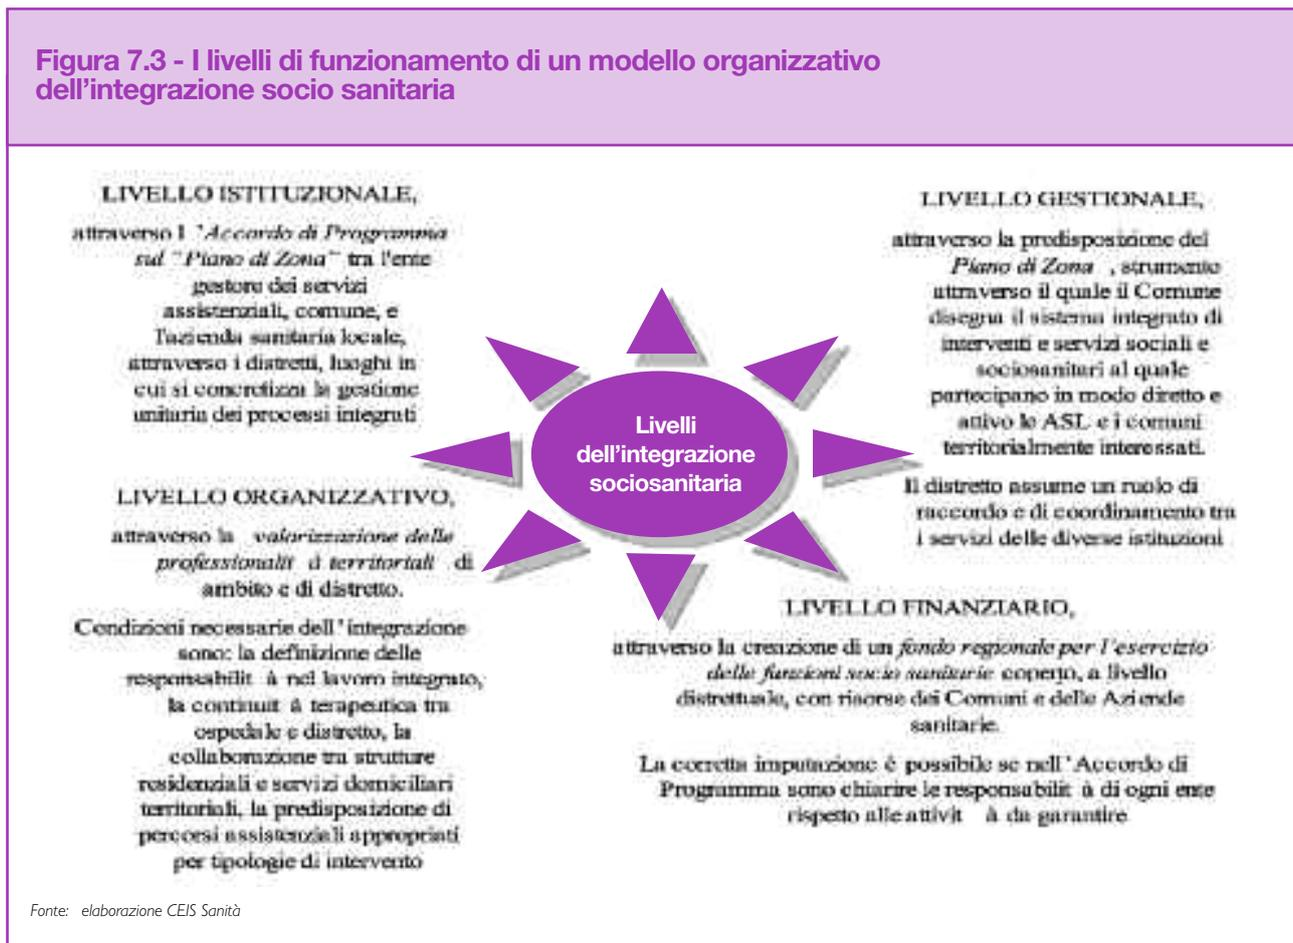 Figura 7.3 - I livelli di funzionamento di un modello organizzativo
dell'integrazione socio sanitaria
LIVELLO ISTITUZIONALE,
attraverso l 'Accordo di Programma
sul "Piano di Zona" tra l'ente
gestore dei servizi
assistenziali, comune, e
l'azienda sanitaria locale,
attraverso i distretti, luoghi in
cui si concretizza la gestione
unitaria dei processi integrati
LIVELLO ORGANIZZATIVO,
attraverso la valorizzazione delle
professionalit à territoriali di
ambito e di distretto.
Condizioni necessarie dell 'integrazione
sono: la definizione delle
responsabilit à nel lavoro integrato,
la continuit à terapeutica tra
ospedale e distretto, la
collaborazione tra strutture
residenziali e servizi domiciliari
territoriali, la predisposizione di
percorsi assistenziali appropriati
per tipologie di intervento
Livelli
dell'integrazione
sociosanitaria
LIVELLO GESTIONALE,
attraverso la predisposizione del
Piano di Zona , strumento
attraverso il quale il Comune
disegna il sistema integrato di
interventi e servizi sociali e
sociosanitari al quale
partecipano in modo diretto e
attivo le ASL e i comuni
territorialmente interessati.
Il distretto assume un ruolo di
raccordo e di coordinamento tra
i servizi delle diverse istituzioni
LIVELLO FINANZIARIO,
attraverso la creazione di un fondo regionale per l'esercizio
delle funzioni socio sanitarie coperto, a livello
distrettuale, con risorse dei Comuni e delle Aziende
sanitarie.
La corretta imputazione è possibile se nell 'Accordo di
Programma sono chiarire le responsabilit à di ogni ente
rispetto alle attivit à da garantire
Fonte: elaborazione CEIS Sanità